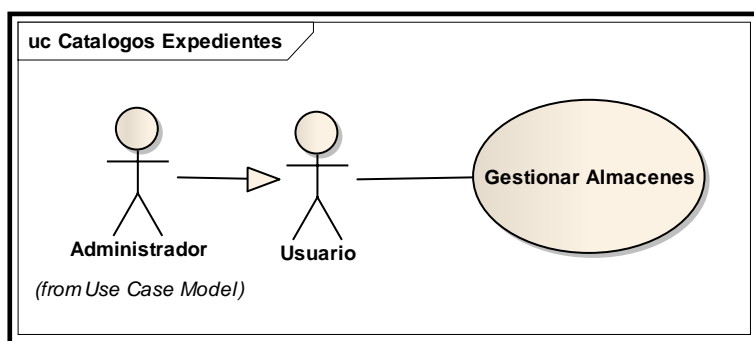 uc Catalogos Expedientes
Gestionar Almacenes
Administrador
Usuario
(from Use Case Model)